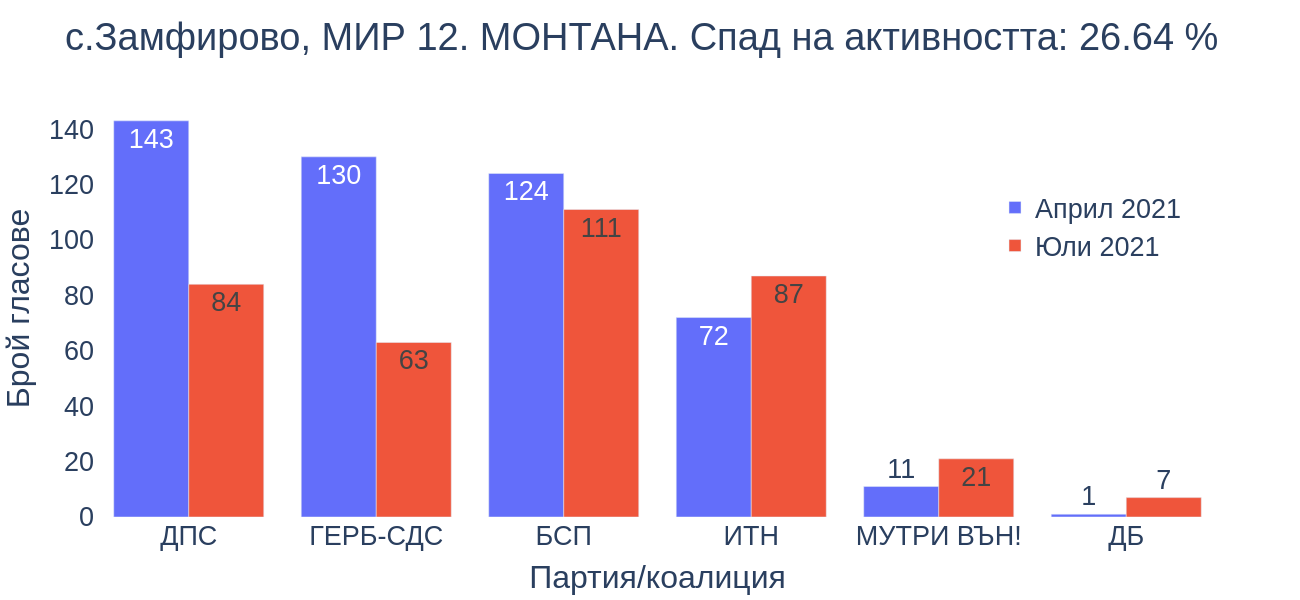 с.Замфирово, МИР 12. МОНТАНА. Спад на активността: 26.64 %
Брой гласове
140
120
100
80
60
40
20
0
143
84
130
63
124
111
72
87
11
21
1
7
Април 2021
Юли 2021
ДПС
ГЕРБ-СДС
БСП
ИТН
МУТРИ ВЪН!
ДБ
Партия/коалиция